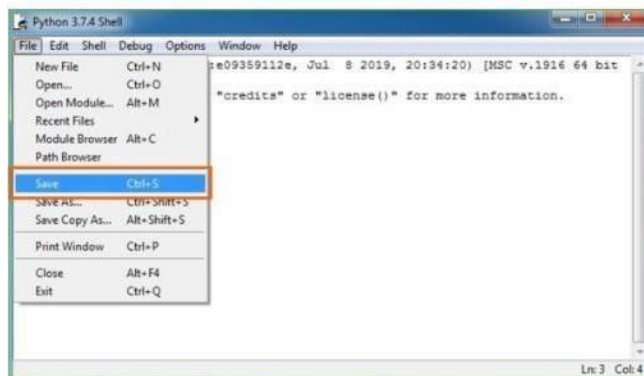 Python 3.7.4 Shell
File Edit Shell Debug Options Window Help
New File Ctrl+N
:e09359112e, Jul 8 2019, 20:34:20) [MSC v.1916 64 bit
Open... Ctrl+O
Open Module... Alt+M
"credits" or "license()" for more information.
Recent Files
Module Browser Alt+C
Path Browser
Save Ctrl+S
Save As... Ctrl+Shift+S
Save Copy As... Alt+Shift+S
Print Window Ctrl+P
Close Alt+F4
Exit Ctrl+Q
Ln: 3 Col: 4